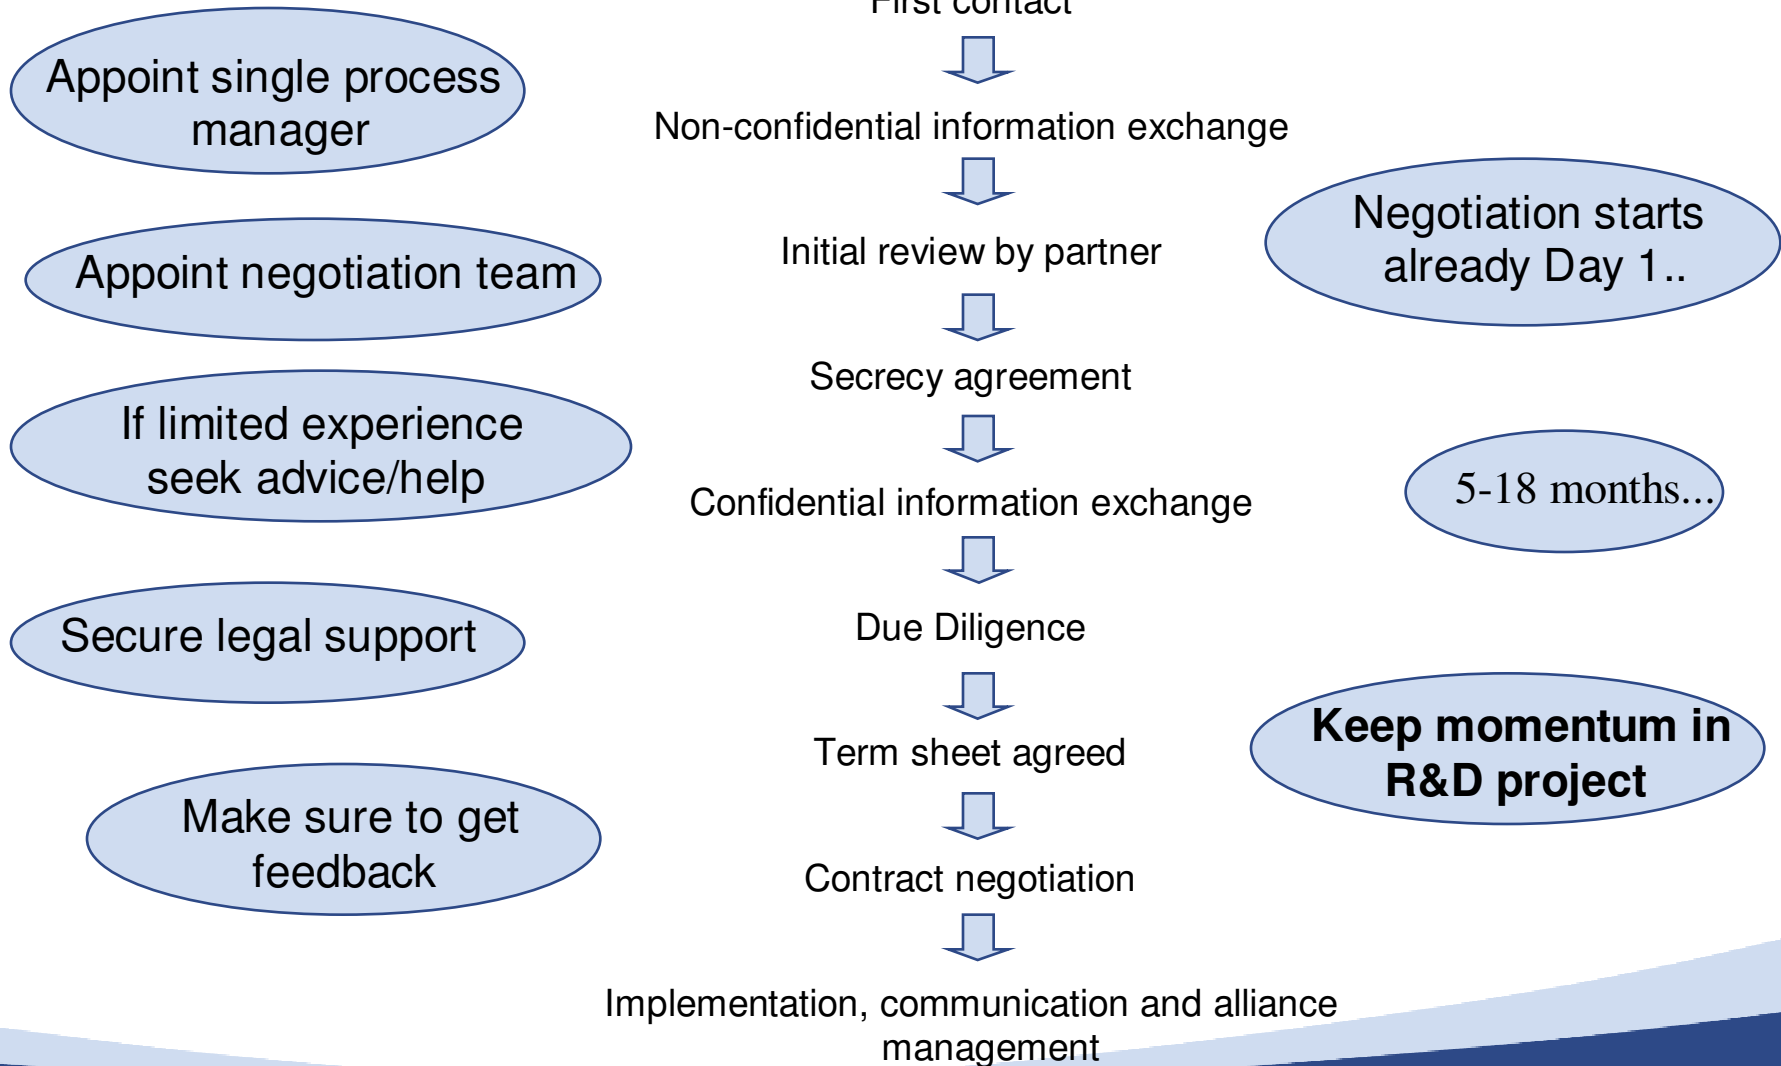 First contact
Appoint single process
manager
Non-confidential information exchange
Negotiation starts
already Day 1..
Initial review by partner
Appoint negotiation team
Secrecy agreement
If limited experience
seek advice/help
Confidential information exchange
5-18 months...
Due Diligence
Secure legal support
Term sheet agreed
Keep momentum in
R&D project
Make sure to get
feedback
Contract negotiation
Implementation, communication and alliance
management